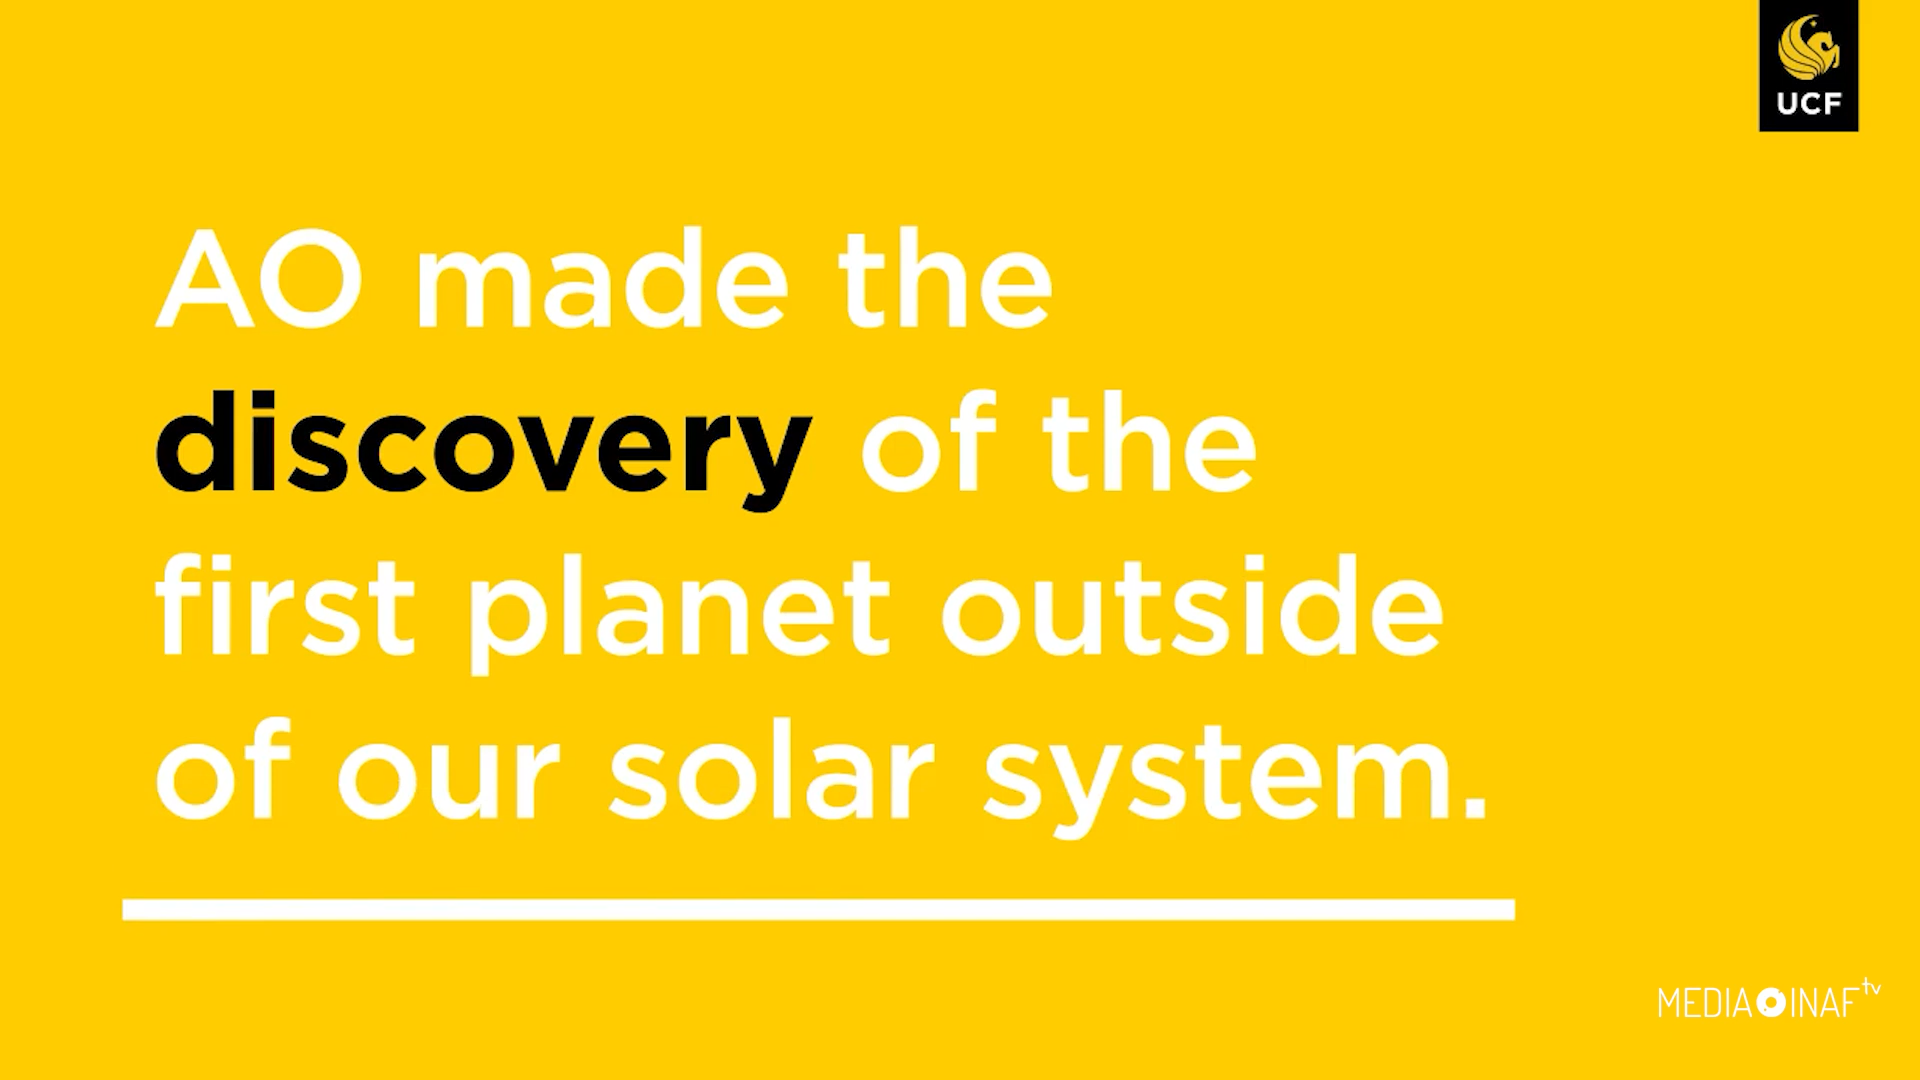 UCF
AO made the
discovery of the
first planet outside
of our solar system.
MEDIA INAF tv